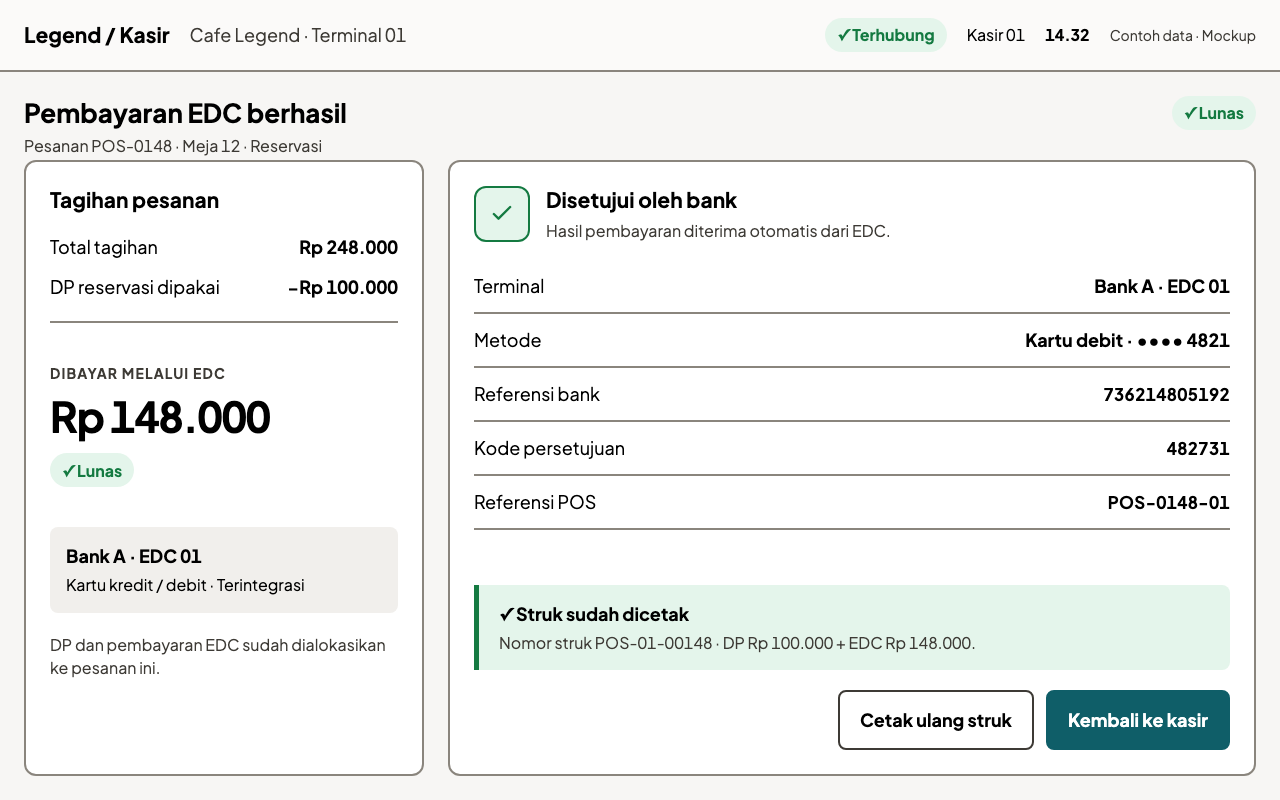 Legend / Kasir
Cafe Legend · Terminal 01
✓Terhubung
Kasir 01
14.32
Contoh data · Mockup
Pembayaran EDC berhasil
✓Lunas
Pesanan POS-0148 · Meja 12 · Reservasi
Tagihan pesanan
Total tagihan
Rp 248.000
DP reservasi dipakai
−Rp 100.000
DIBAYAR MELALUI EDC
Rp 148.000
✓Lunas
Bank A · EDC 01
Kartu kredit / debit · Terintegrasi
DP dan pembayaran EDC sudah dialokasikan
ke pesanan ini.
Disetujui oleh bank
Hasil pembayaran diterima otomatis dari EDC.
Terminal
Bank A · EDC 01
Metode
Kartu debit · •••• 4821
Referensi bank
736214805192
Kode persetujuan
482731
Referensi POS
POS-0148-01
✓Struk sudah dicetak
Nomor struk POS-01-00148 · DP Rp 100.000 + EDC Rp 148.000.
Cetak ulang struk
Kembali ke kasir